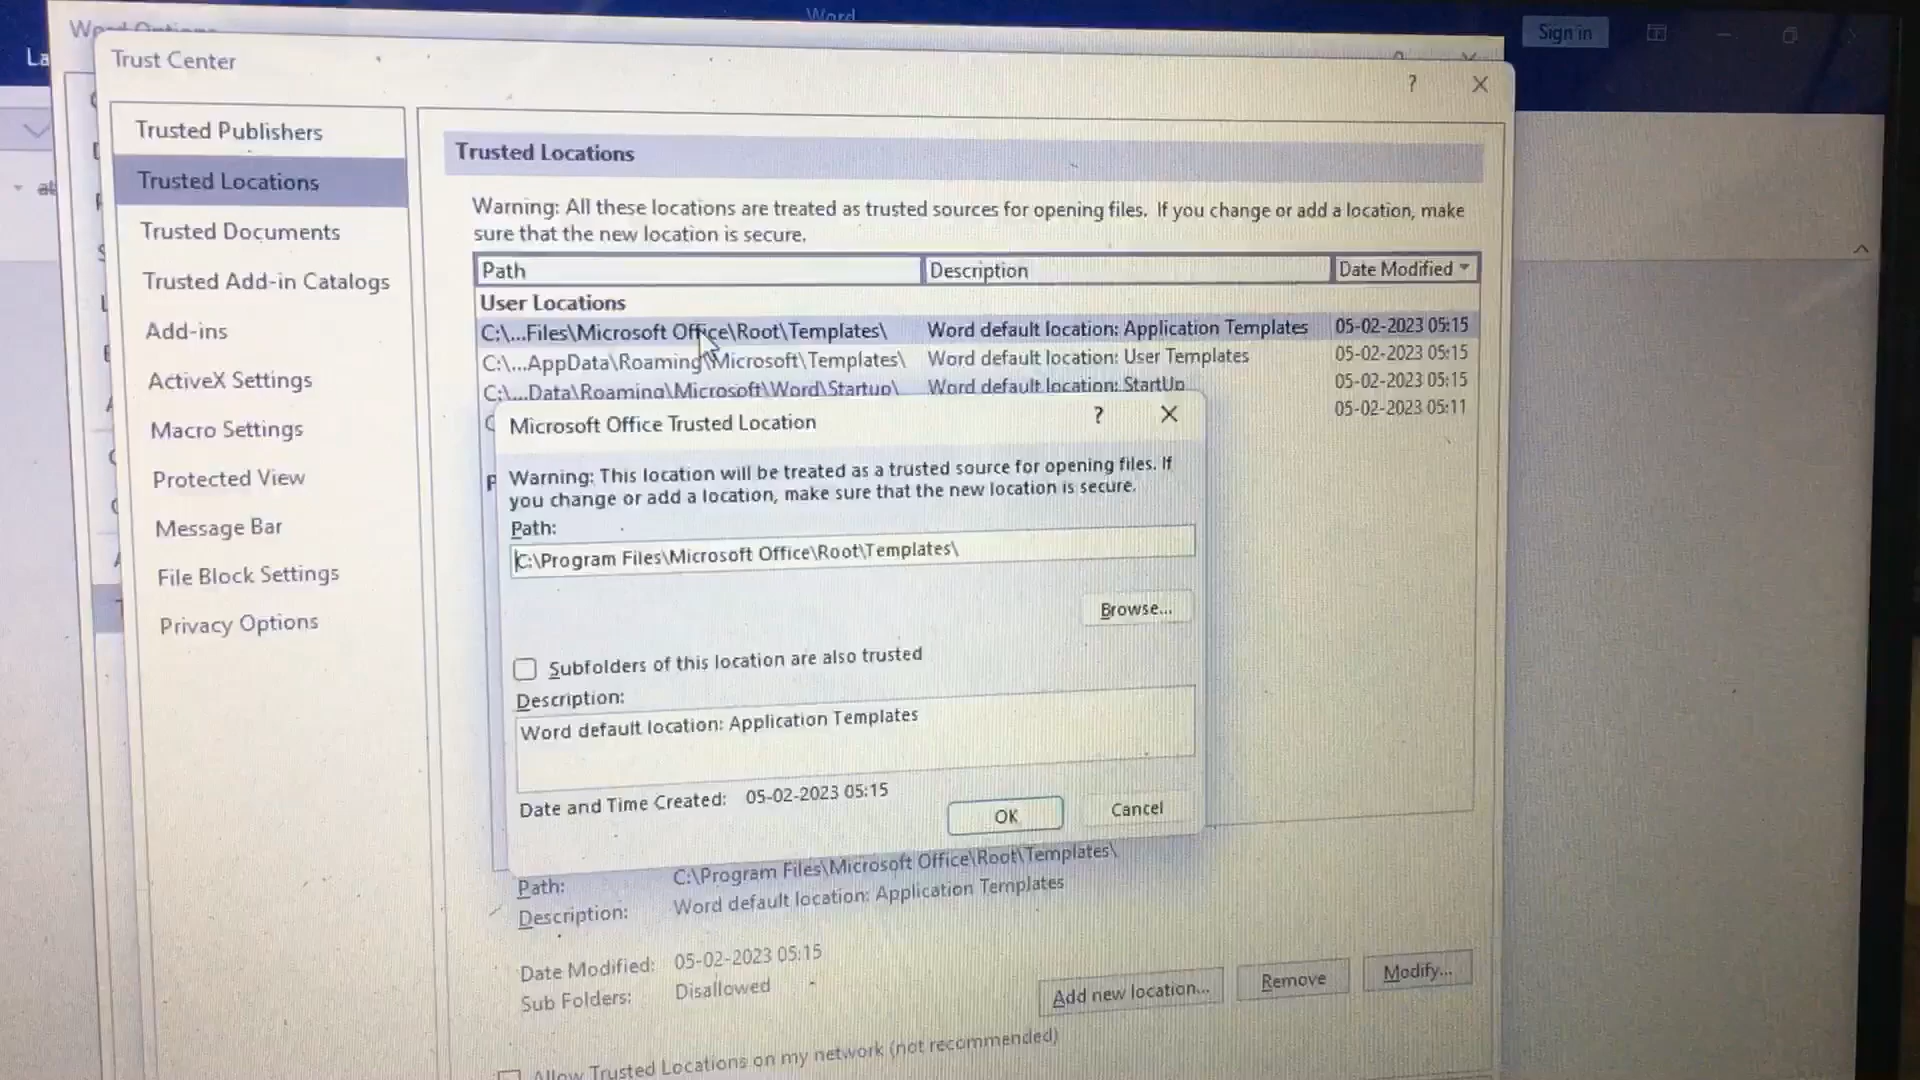 Word
Sign in
Word Options
Trust Center
?
Trusted Publishers
Trusted Locations
Trusted Documents
Trusted Add-in Catalogs
Add-ins
ActiveX Settings
Macro Settings
Protected View
Message Bar
File Block Settings
Privacy Options
Trusted Locations
Warning: All these locations are treated as trusted sources for opening files. If you change or add a location, make
sure that the new location is secure.
Path Description Date Modified
User Locations
C:\...Files\Microsoft Office\Root\Templates\ Word default location: Application Templates 05-02-2023 05:15
C:\...AppData\Roaming\Microsoft\Templates\ Word default location: User Templates 05-02-2023 05:15
C:\...Data\Roaming\Microsoft\Word\Startup\ Word default location: StartUp 05-02-2023 05:15
05-02-2023 05:11
Microsoft Office Trusted Location
?
Warning: This location will be treated as a trusted source for opening files. If
you change or add a location, make sure that the new location is secure.
Path:
C:\Program Files\Microsoft Office\Root\Templates\
Browse...
Subfolders of this location are also trusted
Description:
Word default location: Application Templates
Date and Time Created: 05-02-2023 05:15
OK Cancel
Path: C:\Program Files\Microsoft Office\Root\Templates\
Description: Word default location: Application Templates
Date Modified: 05-02-2023 05:15
Sub Folders: Disallowed
Add new location... Remove Modify...
Allow Trusted Locations on my network (not recommended)